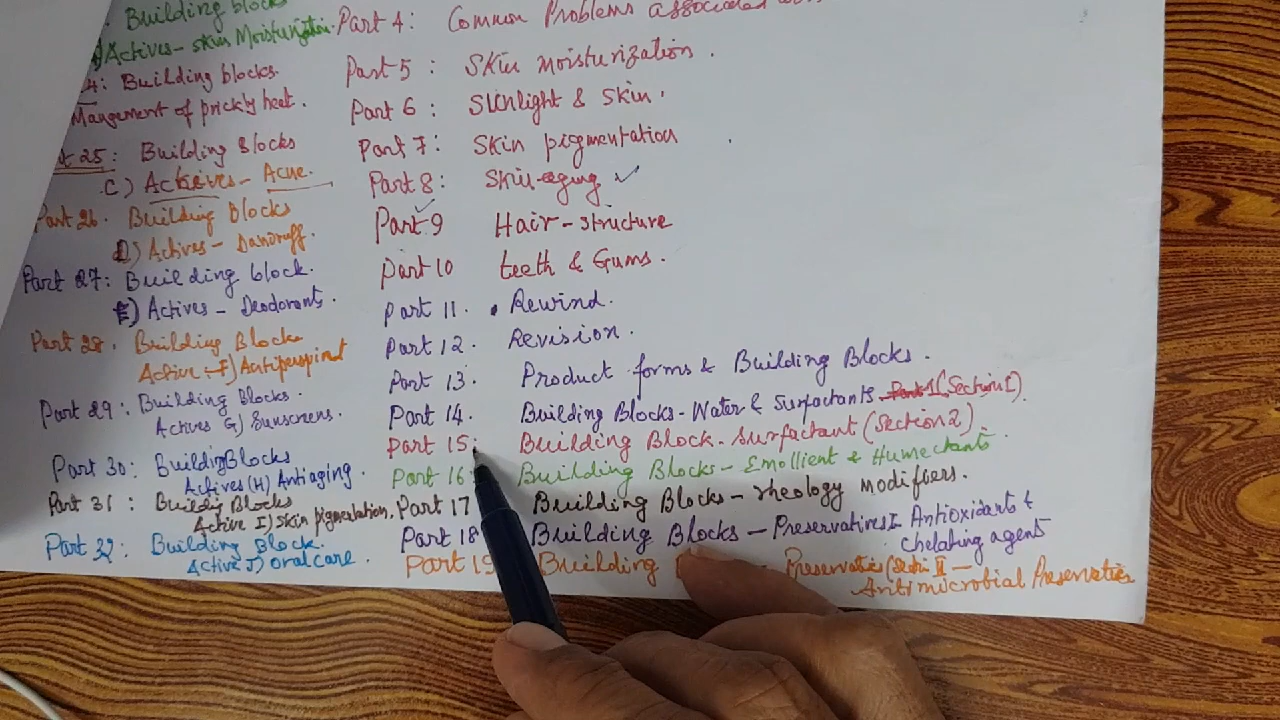 Building blocks
Actives - skin Moisturization.
4: Building blocks.
Mangement of prickly heat.
25: Building Blocks
C) Actives - Acne.
Part 26. Building Blocks
D) Actives - Dandruff.
Part 27: Building block.
E) Actives - Deodorants.
Part 28. Building Blocks
Active: F) Antiperspirant
Part 29: Building Blocks.
Actives G) Sunscreens.
Part 30: Building Blocks
Actives (H) Antiaging.
Part 31: Building Blocks
Active I) Skin pigmentation.
Part 32: Building Block.
Active J) Oral care.
Part 4: Common Problems associated
Part 5: Skin moisturization.
Part 6: Sunlight & Skin.
Part 7: Skin pigmentation
Part 8: Skin-aging ✓
Part 9 Hair-structure
Part 10 teeth & Gums.
Part 11. Rewind.
Part 12. Revision.
Part 13. Product forms & Building Blocks.
Part 14. Building Blocks - Water & Surfactants Part 1 (Section I).
Part 15: Building Block - Surfactant (Section 2).
Part 16 Building Blocks - Emollient & Humectants.
Part 17 Building Blocks - rheology modifiers.
Part 18 Building Blocks - Preservatives I Antioxidants &
chelating agent
Part 19 Building Preservatives II -
Antimicrobial Preservatives